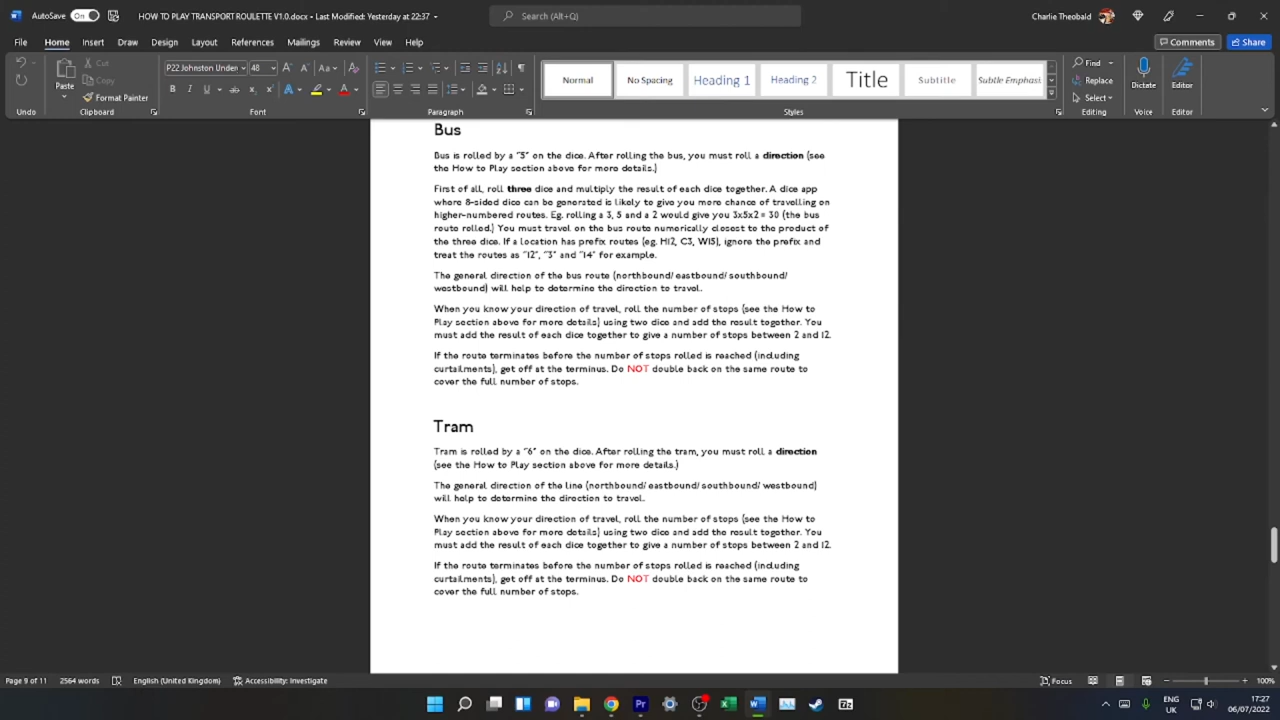 AutoSave On HOW TO PLAY TRANSPORT ROULETTE V1.0.docx • Last Modified: Yesterday at 22:37 Search (Alt+Q) Charlie Theobald
File Home Insert Draw Design Layout References Mailings Review View Help Comments Share
Paste Cut Copy Format Painter
P22 Johnston Underg 48
Normal No Spacing Heading 1 Heading 2 Title Subtitle Subtle Emphasis
Find Replace Select Dictate Editor
Undo Clipboard Font Paragraph Styles Editing Voice Editor
Bus
Bus is rolled by a "5" on the dice. After rolling the bus, you must roll a direction (see
the How to Play section above for more details.)
First of all, roll three dice and multiply the result of each dice together. A dice app
where 8-sided dice can be generated is likely to give you more chance of travelling on
higher-numbered routes. Eg. rolling a 3, 5 and a 2 would give you 3x5x2 = 30 (the bus
route rolled.) You must travel on the bus route numerically closest to the product of
the three dice. If a location has prefix routes (eg. H12, C3, W15), ignore the prefix and
treat the routes as "12", "3" and "14" for example.
The general direction of the bus route (northbound/ eastbound/ southbound/
westbound) will help to determine the direction to travel.
When you know your direction of travel, roll the number of stops (see the How to
Play section above for more details) using two dice and add the result together. You
must add the result of each dice together to give a number of stops between 2 and 12.
If the route terminates before the number of stops rolled is reached (including
curtailments), get off at the terminus. Do NOT double back on the same route to
cover the full number of stops.
Tram
Tram is rolled by a "6" on the dice. After rolling the tram, you must roll a direction
(see the How to Play section above for more details.)
The general direction of the line (northbound/ eastbound/ southbound/ westbound)
will help to determine the direction to travel.
When you know your direction of travel, roll the number of stops (see the How to
Play section above for more details) using two dice and add the result together. You
must add the result of each dice together to give a number of stops between 2 and 12.
If the route terminates before the number of stops rolled is reached (including
curtailments), get off at the terminus. Do NOT double back on the same route to
cover the full number of stops.
Page 9 of 11 2564 words English (United Kingdom) Accessibility: Investigate Focus 100%
ENG 17:27
UK 06/07/2022